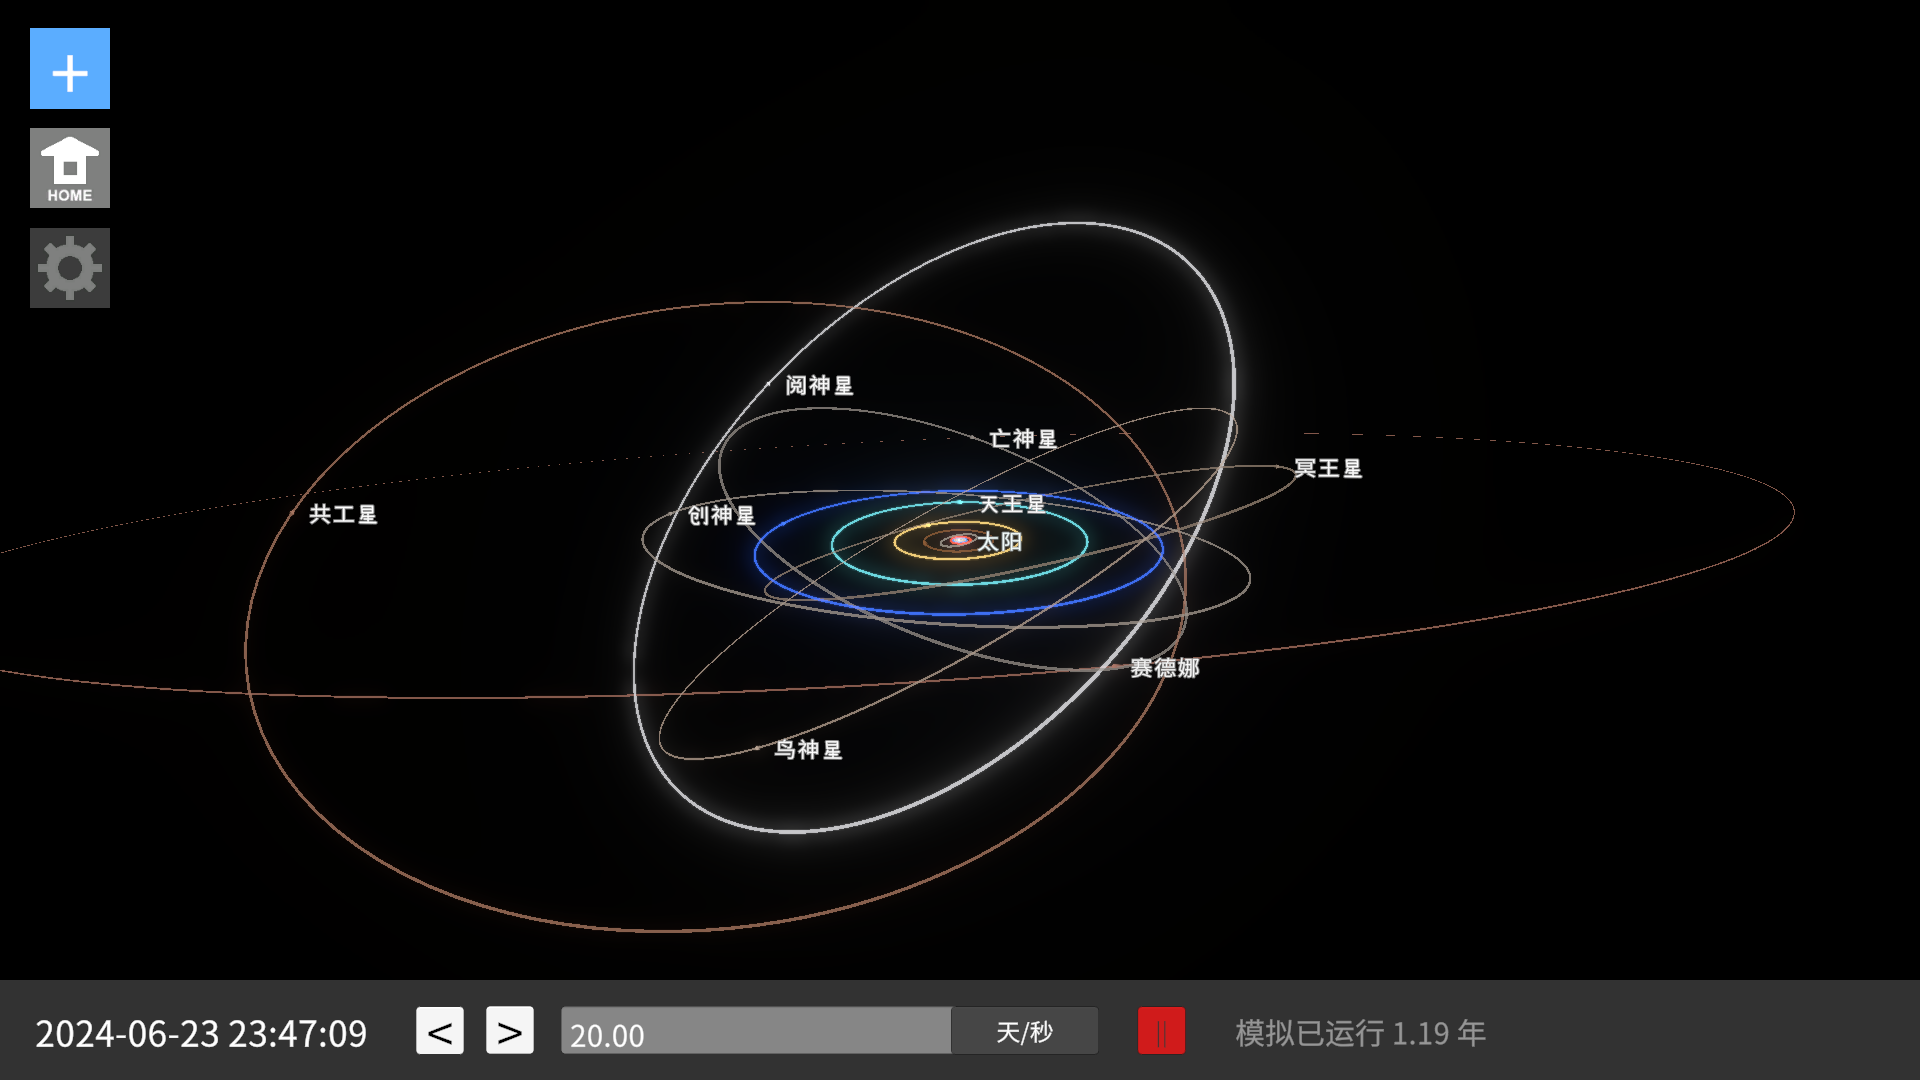 +
HOME
阋神星
亡神星
冥王星
天王星
共工星
创神星
太阳
赛德娜
鸟神星
2024-06-23 23:47:09
<
>
20.00
天/秒
模拟已运行 1.19 年